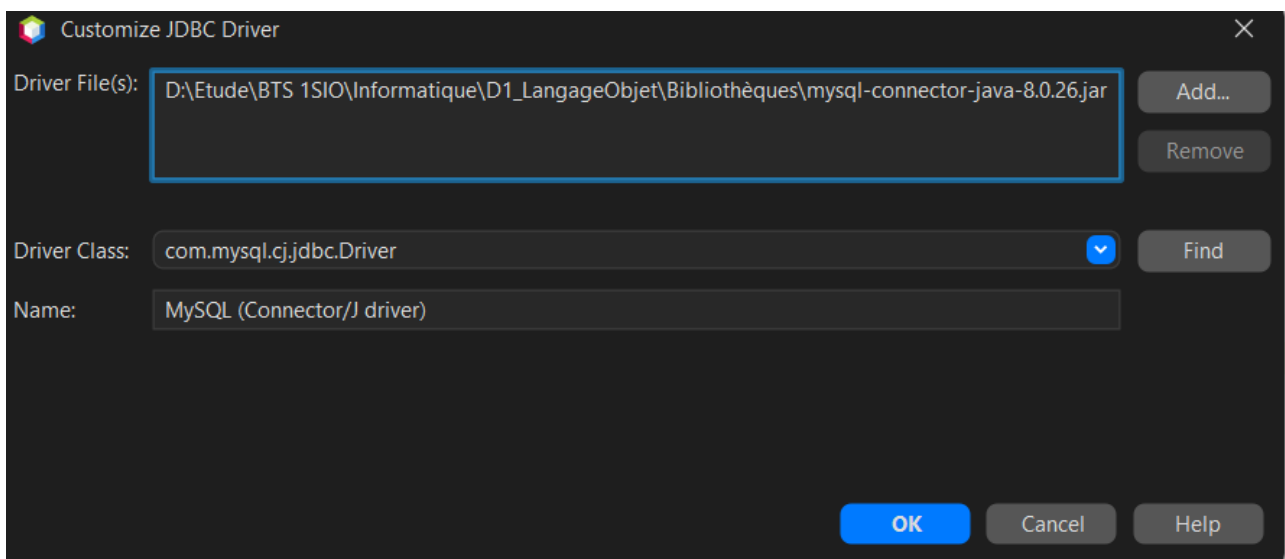 Customize JDBC Driver
Driver File(s):
D:\Etude\BTS 1SIO\Informatique\D1_LangageObjet\Bibliothèques\mysql-connector-java-8.0.26.jar
Add...
Remove
Driver Class:
com.mysql.cj.jdbc.Driver
Find
Name:
MySQL (Connector/J driver)
OK
Cancel
Help